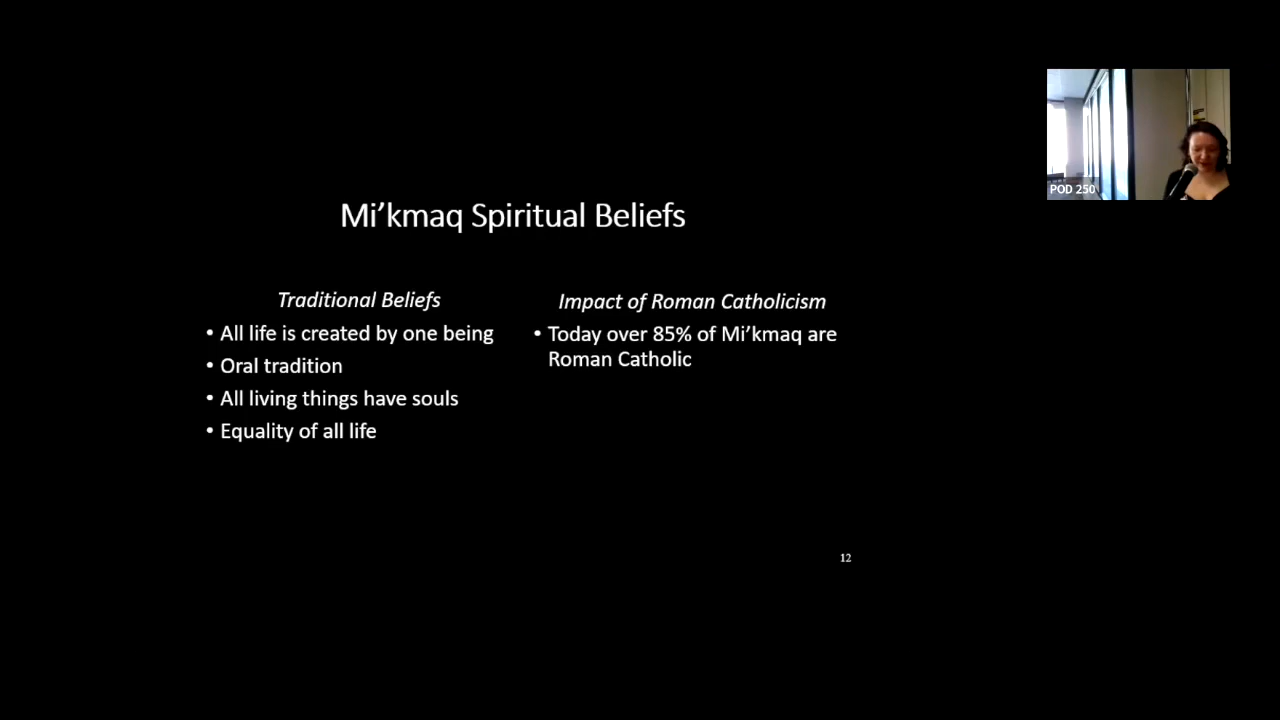 POD 250
Mi’kmaq Spiritual Beliefs
Traditional Beliefs
• All life is created by one being
• Oral tradition
• All living things have souls
• Equality of all life
Impact of Roman Catholicism
• Today over 85% of Mi’kmaq are
Roman Catholic
12